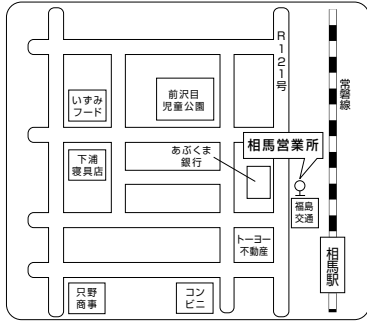 R121号
常磐線
いずみ
フード
前沢目
児童公園
相馬営業所
あぶくま
銀行
下浦
寝具店
福島
交通
トーヨー
不動産
相馬駅
只野
商事
コン
ビニ